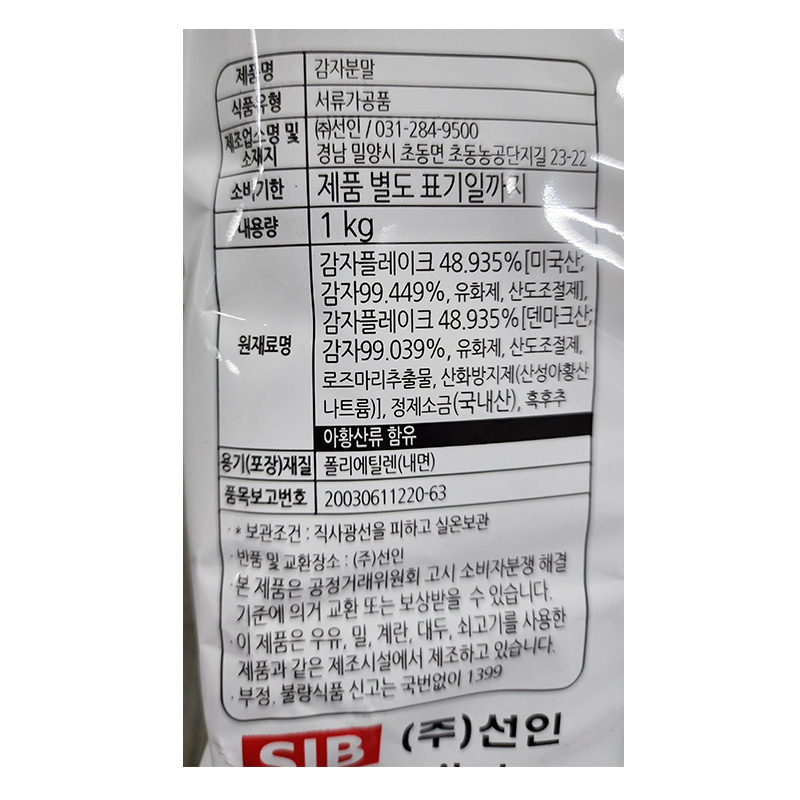 제품명 감자분말
식품유형 서류가공품
제조업소명 및 소재지 (주)선인 / 031-284-9500
경남 밀양시 초동면 초동농공단지길 23-22
소비기한 제품 별도 표기일까지
내용량 1 kg
원재료명 감자플레이크 48.935%[미국산;
감자99.449%, 유화제, 산도조절제],
감자플레이크 48.935%[덴마크산;
감자99.039%, 유화제, 산도조절제,
로즈마리추출물, 산화방지제(산성아황산
나트륨)], 정제소금(국내산), 흑후추
아황산류 함유
용기(포장)재질 폴리에틸렌(내면)
품목보고번호 20030611220-63
· * 보관조건 : 직사광선을 피하고 실온보관
· 반품 및 교환장소 : (주)선인
· 본 제품은 공정거래위원회 고시 소비자분쟁 해결
기준에 의거 교환 또는 보상받을 수 있습니다.
· 이 제품은 우유, 밀, 계란, 대두, 쇠고기를 사용한
제품과 같은 제조시설에서 제조하고 있습니다.
· 부정, 불량식품 신고는 국번없이 1399
SIB (주)선인